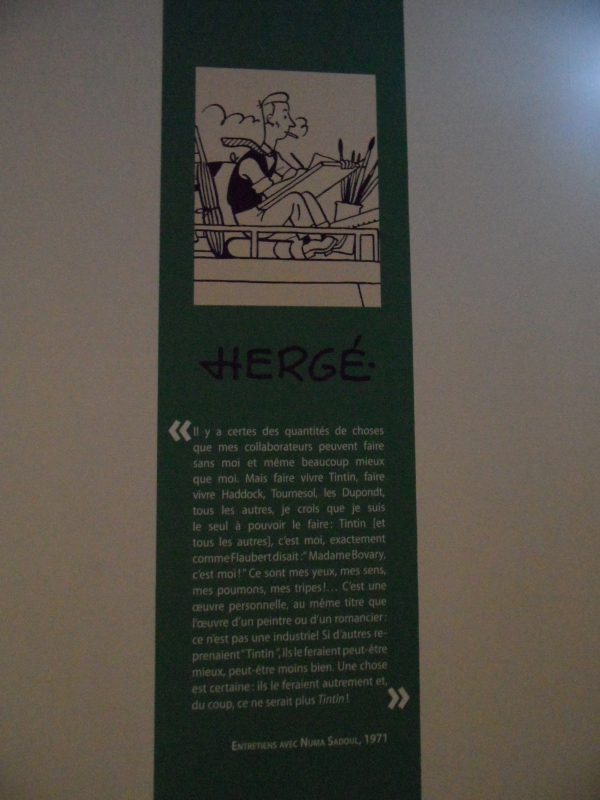 HERGÉ
« Il y a certes des quantités de choses
que mes collaborateurs peuvent faire
sans moi et même beaucoup mieux
que moi. Mais faire vivre Tintin, faire
vivre Haddock, Tournesol, les Dupondt,
tous les autres, je crois que je suis
le seul à pouvoir le faire : Tintin [et
tous les autres], c'est moi, exactement
comme Flaubert disait : " Madame Bovary,
c'est moi ! " Ce sont mes yeux, mes sens,
mes poumons, mes tripes !... C'est une
œuvre personnelle, au même titre que
l'œuvre d'un peintre ou d'un romancier :
ce n'est pas une industrie! Si d'autres re-
prenaient " Tintin ", ils le feraient peut-être
mieux, peut-être moins bien. Une chose
est certaine : ils le feraient autrement et,
du coup, ce ne serait plus Tintin ! »
Entretiens avec Numa Sadoul, 1971